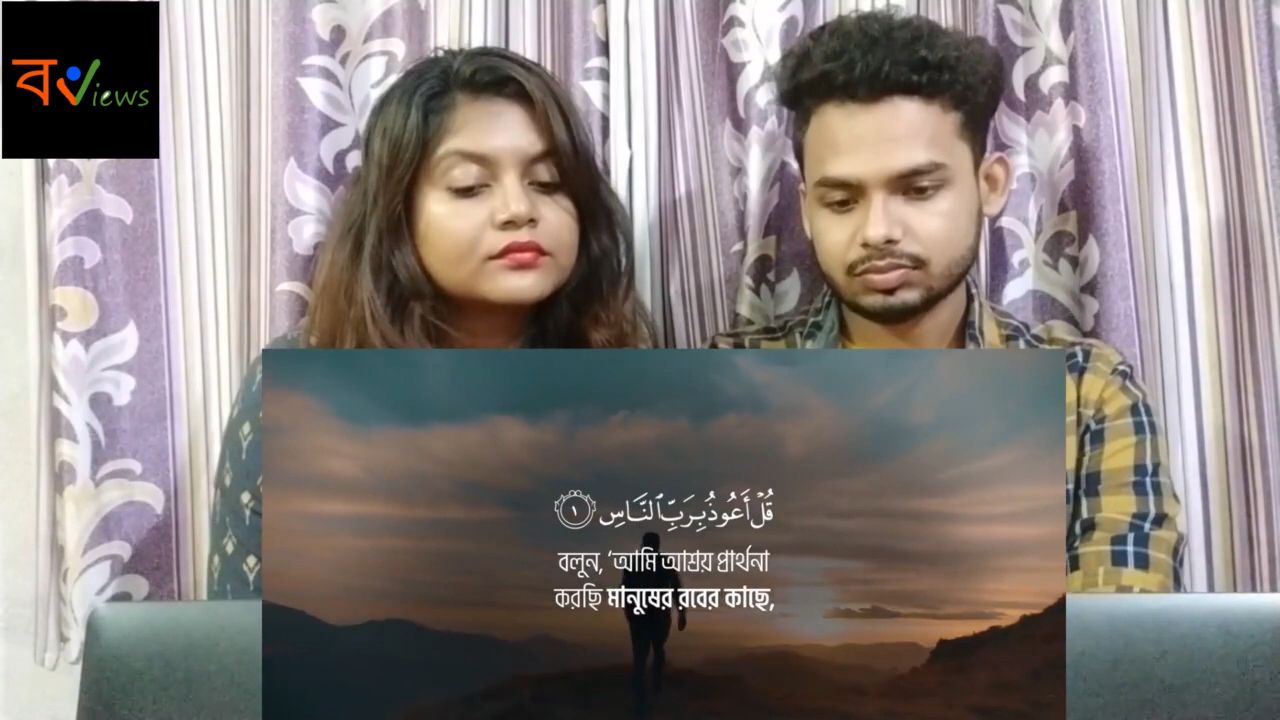 বViews
قُلْ أَعُوذُ بِرَبِّ ٱلنَّاسِ ١
বলুন, ‘আমি আশ্রয় প্রার্থনা
করছি মানুষের রবের কাছে,